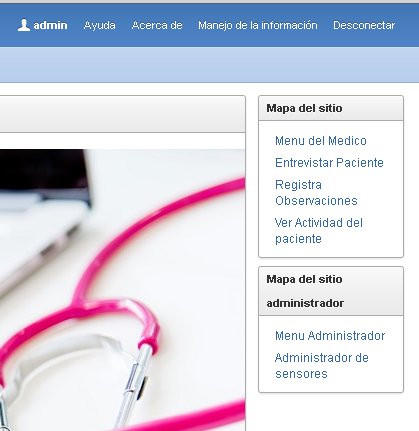 admin Ayuda Acerca de Manejo de la información Desconectar
Mapa del sitio
Menu del Medico
Entrevistar Paciente
Registra
Observaciones
Ver Actividad del
paciente
Mapa del sitio
administrador
Menu Administrador
Administrador de
sensores